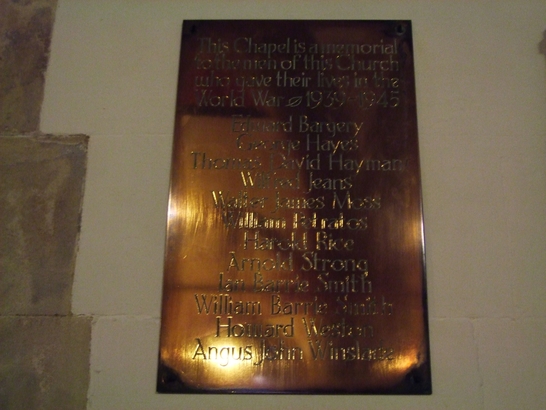 This Chapel is a memorial
to the men of this Church
who gave their lives in the
World War 1939-1945
Edward Bargery
George Hayes
Thomas David Hayman
Wilfred Jeans
Walter James Moss
William
Harold Rice
Arnold Strong
Ian Barrie Smith
William Barrie Smith
Howard
Angus John